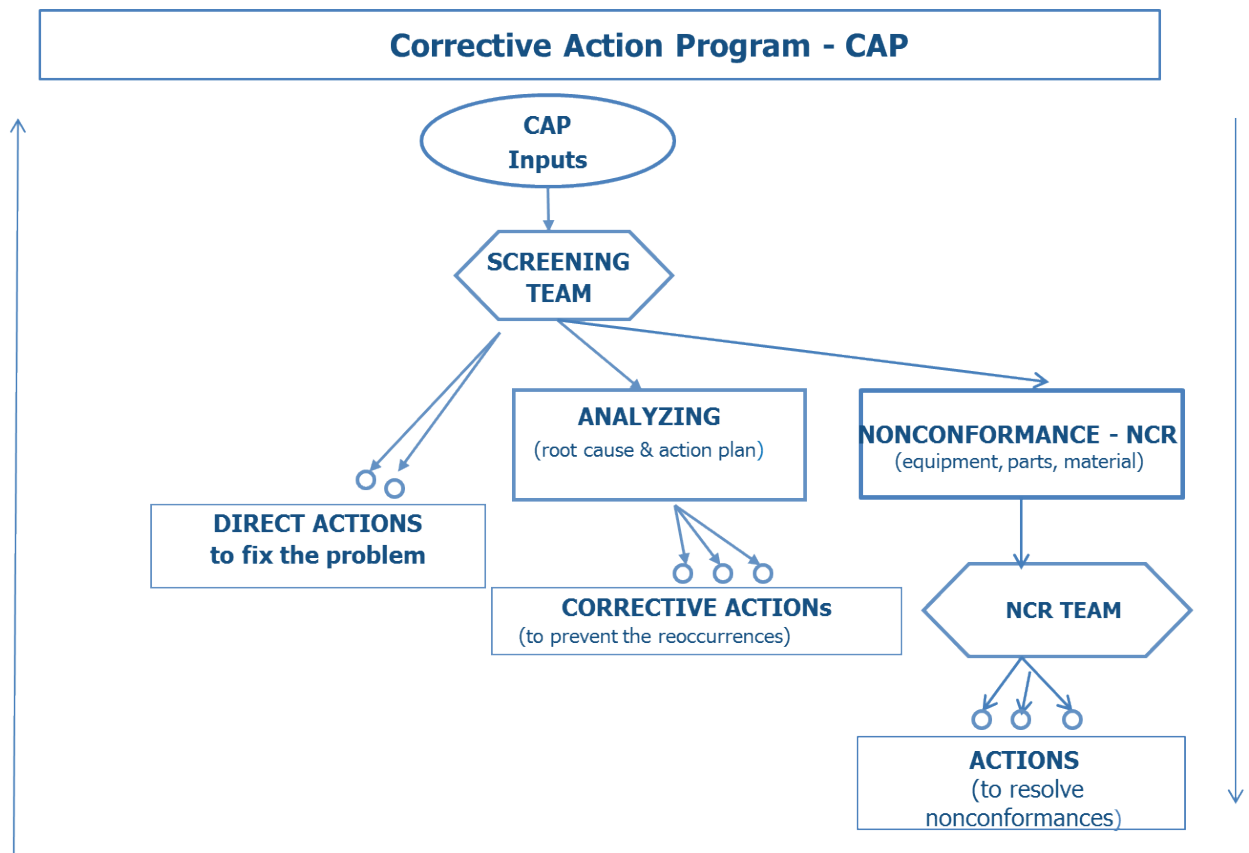 Corrective Action Program - CAP
CAP
Inputs
SCREENING
TEAM
ANALYZING
(root cause & action plan)
NONCONFORMANCE - NCR
(equipment, parts, material)
DIRECT ACTIONS
to fix the problem
CORRECTIVE ACTIONs
(to prevent the reoccurrences)
NCR TEAM
ACTIONS
(to resolve
nonconformances)